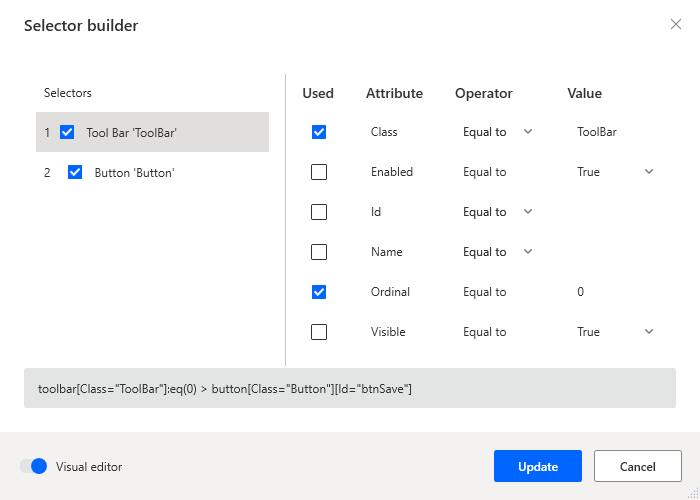 Selector builder
Selectors
1 Tool Bar 'ToolBar'
2 Button 'Button'
Used Attribute Operator Value
Class Equal to ToolBar
Enabled Equal to True
Id Equal to
Name Equal to
Ordinal Equal to 0
Visible Equal to True
toolbar[Class="ToolBar"]:eq(0) > button[Class="Button"][Id="btnSave"]
Visual editor Update Cancel